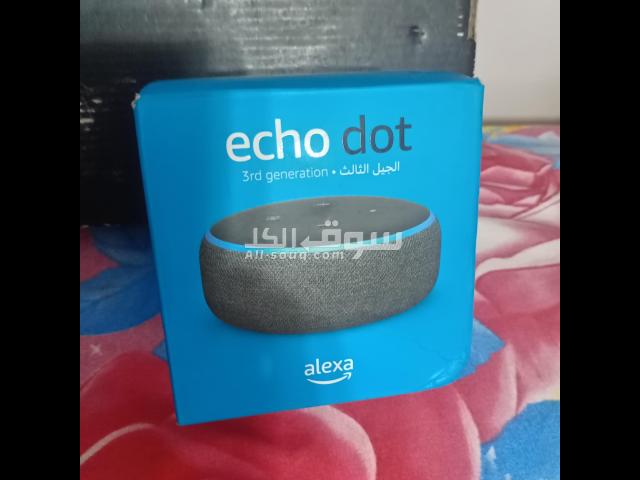 echo dot
3rd generation • الجيل الثالث
سوق الكل
All-souq.com
alexa